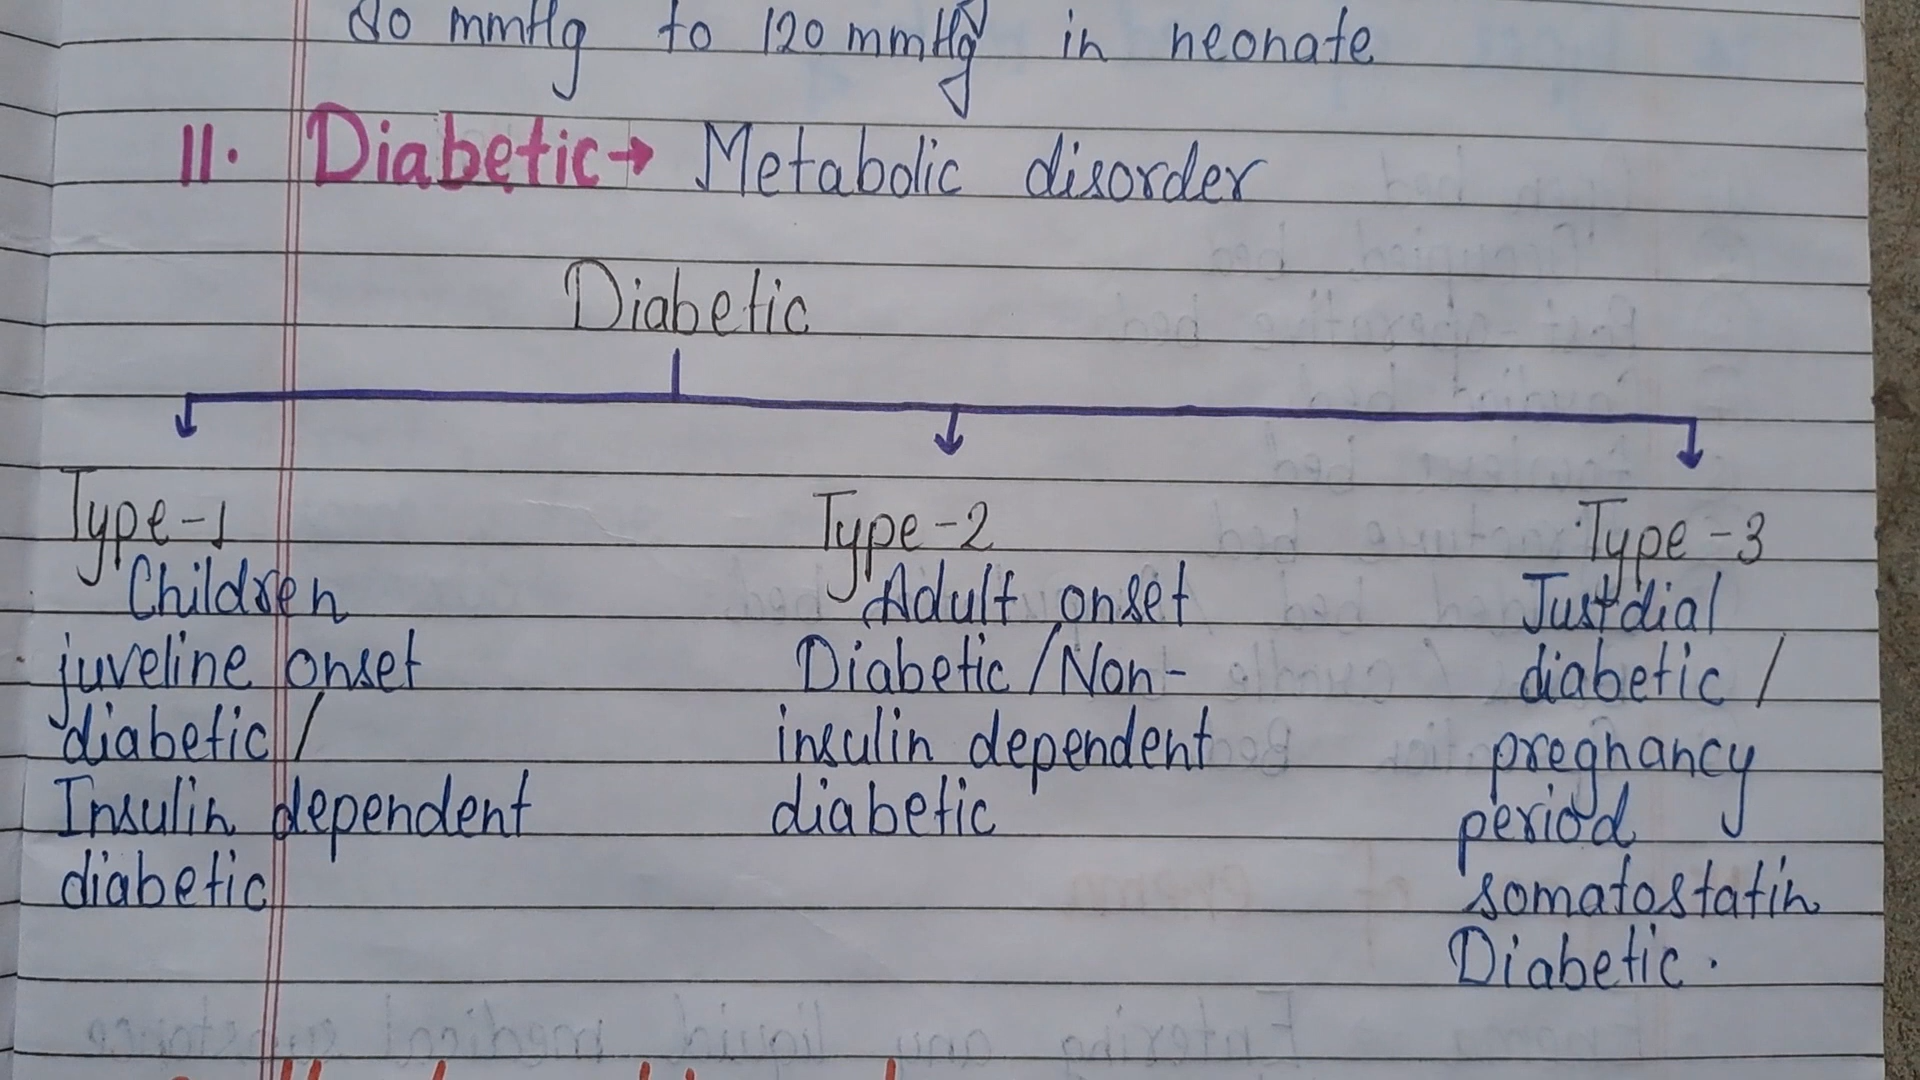 80 mmHg to 120 mmHg in neonate
11. Diabetic → Metabolic disorder
Diabetic
Type-1
Children
juveline onset
diabetic /
Insulin dependent
diabetic
Type-2
Adult onset
Diabetic / Non-
insulin dependent
diabetic
Type-3
Justdial
diabetic /
pregnancy
period
somatostatin
Diabetic.